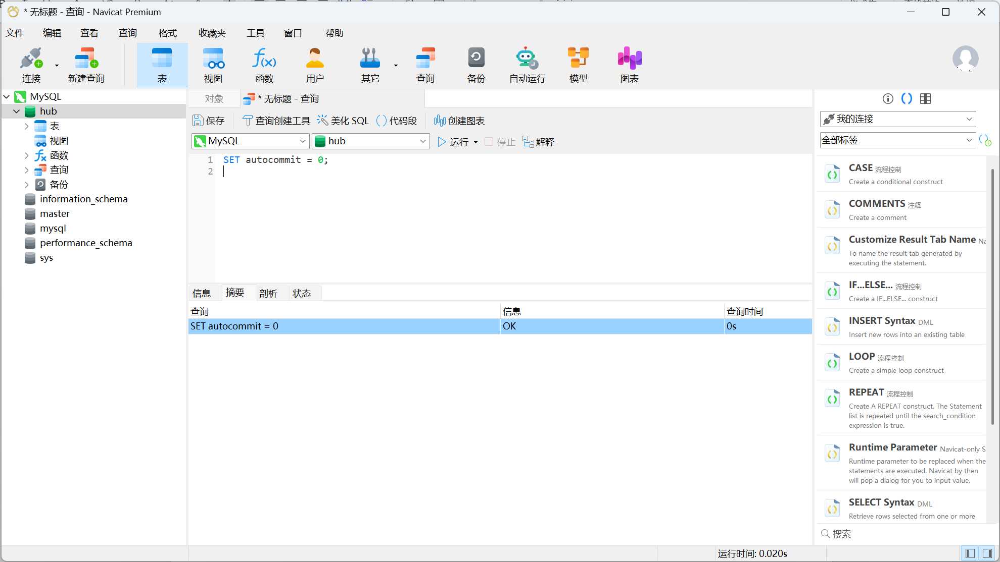 * 无标题 - 查询 - Navicat Premium
文件 编辑 查看 查询 格式 收藏夹 工具 窗口 帮助
连接 新建查询 表 视图 函数 用户 其它 查询 备份 自动运行 模型 图表
MySQL
hub
表
视图
函数
查询
备份
information_schema
master
mysql
performance_schema
sys
对象 * 无标题 - 查询
保存 查询创建工具 美化 SQL 代码段 创建图表
MySQL hub 运行 停止 解释
1 SET autocommit = 0;
2
信息 摘要 剖析 状态
查询 信息 查询时间
SET autocommit = 0 OK 0s
我的连接
全部标签
CASE 流程控制
Create a conditional construct
COMMENTS 注释
Create a comment
Customize Result Tab Name Na
To name the result tab generated by
executing the statement.
IF...ELSE... 流程控制
Create a IF...ELSE... construct
INSERT Syntax DML
Insert new rows into an existing table
LOOP 流程控制
Create a simple loop construct
REPEAT 流程控制
Create A REPEAT construct. The Statement
list is repeated until the search_condition
expression is true.
Runtime Parameter Navicat-only S
Runtime parameter to be replaced when the
statements are executed. Navicat by then
will pop a dialog for you to input value.
SELECT Syntax DML
Retrieve rows selected from one or more
搜索
运行时间: 0.020s